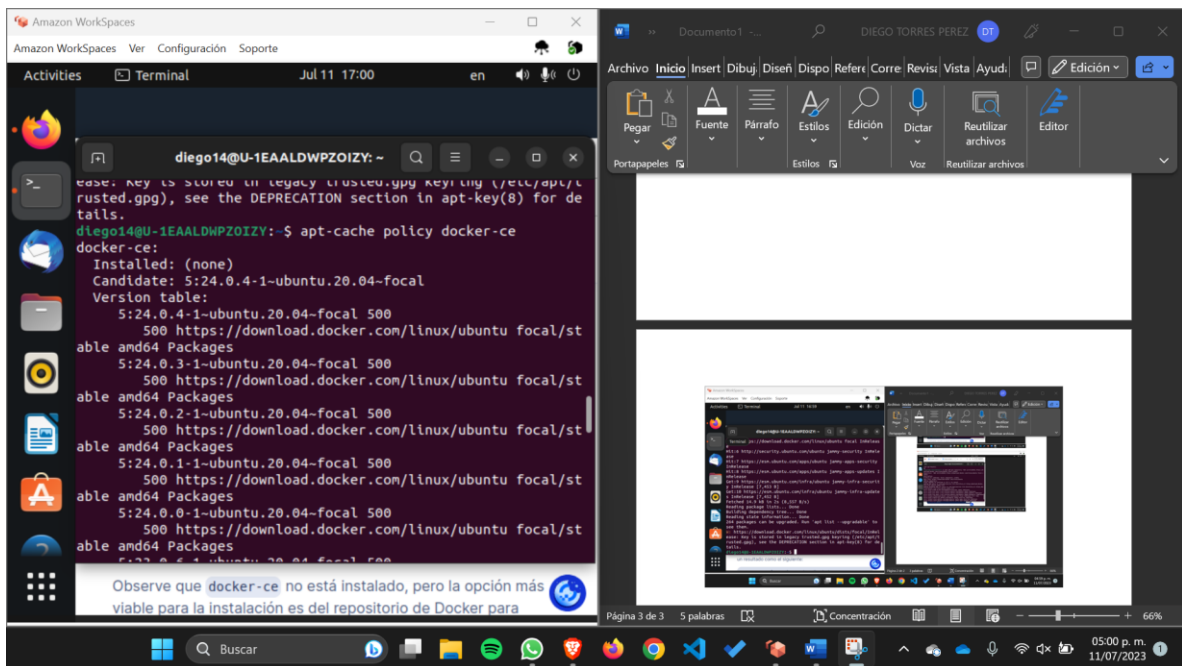 Amazon WorkSpaces
Amazon WorkSpaces Ver Configuración Soporte
Activities Terminal Jul 11 17:00 en
diego14@U-1EAALDWPZOIZY: ~
ease: Key is stored in legacy trusted.gpg keyring (/etc/apt/t
rusted.gpg), see the DEPRECATION section in apt-key(8) for de
tails.
diego14@U-1EAALDWPZOIZY:~$ apt-cache policy docker-ce
docker-ce:
Installed: (none)
Candidate: 5:24.0.4-1~ubuntu.20.04~focal
Version table:
5:24.0.4-1~ubuntu.20.04~focal 500
500 https://download.docker.com/linux/ubuntu focal/st
able amd64 Packages
5:24.0.3-1~ubuntu.20.04~focal 500
500 https://download.docker.com/linux/ubuntu focal/st
able amd64 Packages
5:24.0.2-1~ubuntu.20.04~focal 500
500 https://download.docker.com/linux/ubuntu focal/st
able amd64 Packages
5:24.0.1-1~ubuntu.20.04~focal 500
500 https://download.docker.com/linux/ubuntu focal/st
able amd64 Packages
5:24.0.0-1~ubuntu.20.04~focal 500
500 https://download.docker.com/linux/ubuntu focal/st
able amd64 Packages
Observe que docker-ce no está instalado, pero la opción más
viable para la instalación es del repositorio de Docker para
Documento1 -... DIEGO TORRES PEREZ DT
Archivo Inicio Insert Dibuj Diseñ Dispo Refere Corre Revisa Vista Ayuda Edición
Pegar Fuente Párrafo Estilos Edición Dictar Reutilizar archivos Editor
Portapapeles Estilos Voz Reutilizar archivos
Página 3 de 3 5 palabras Concentración 66%
Buscar
05:00 p. m.
11/07/2023 1